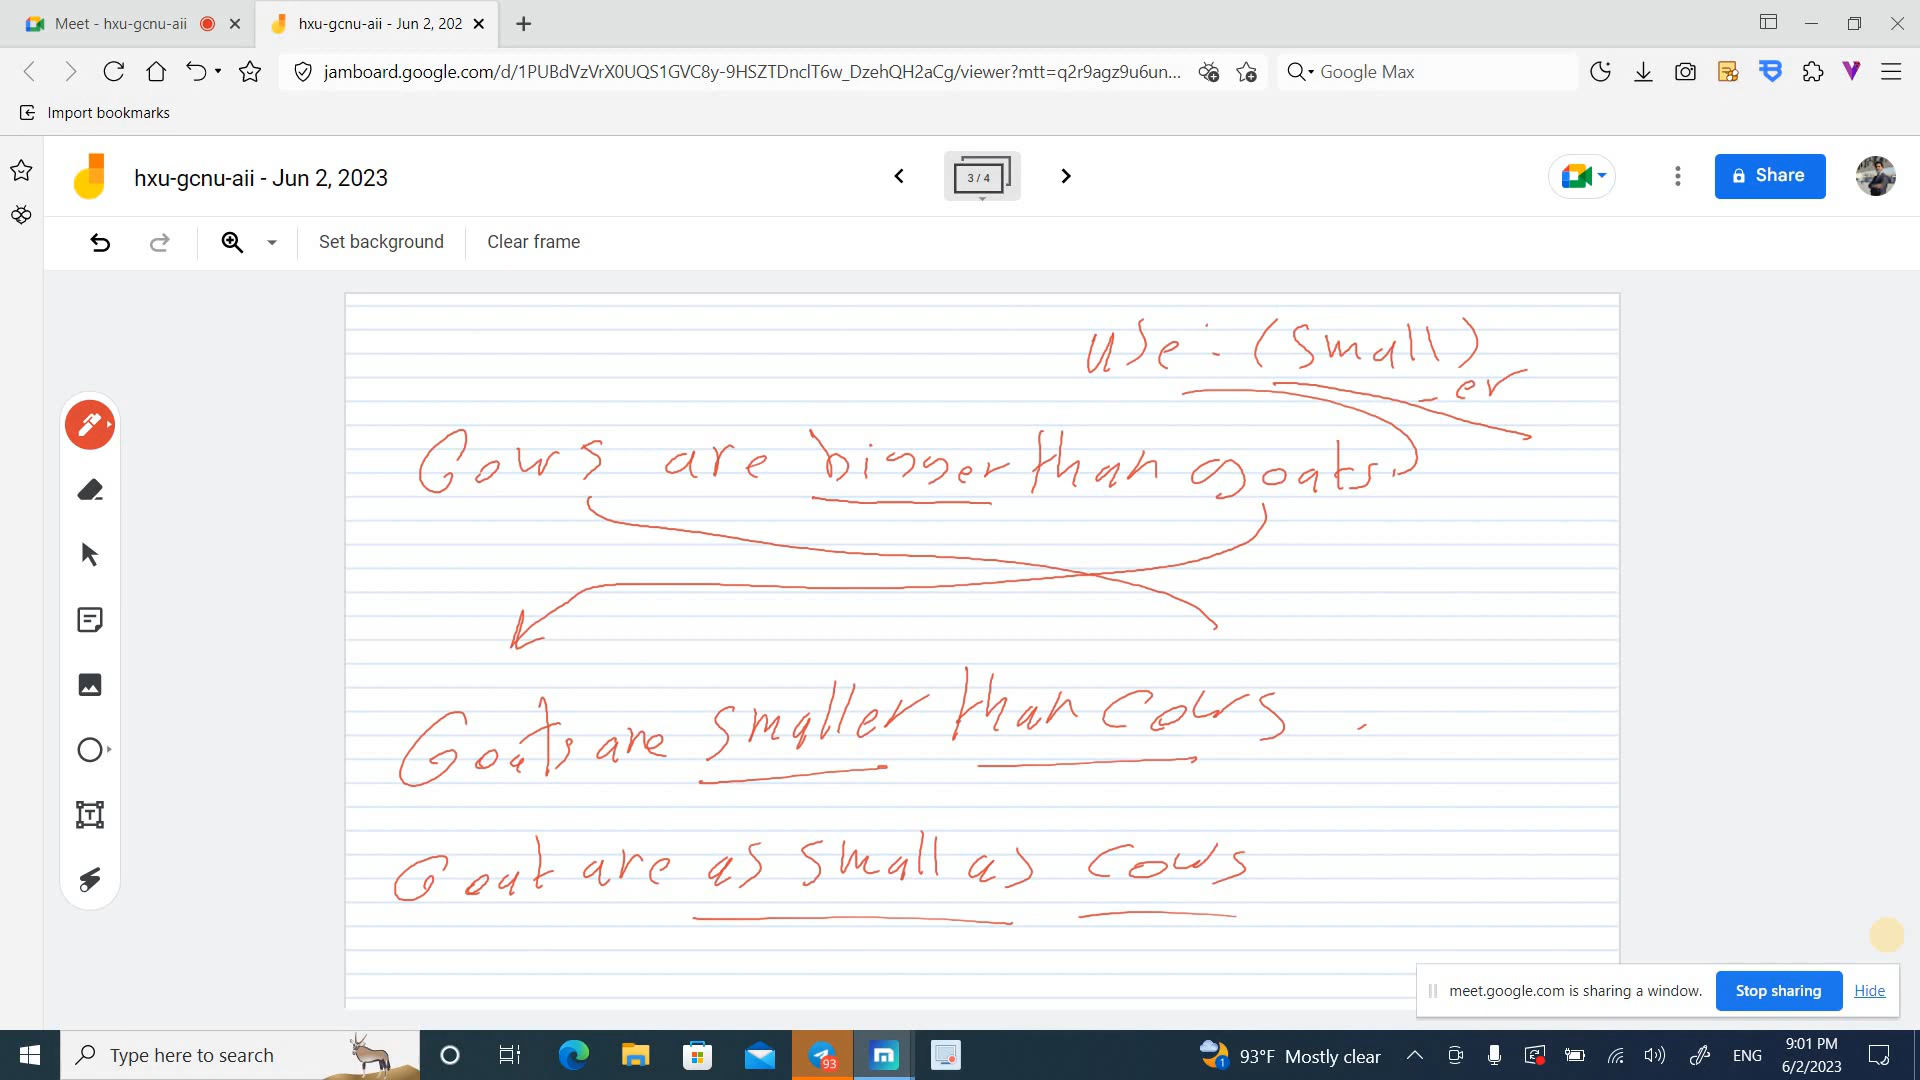 Meet - hxu-gcnu-aii
hxu-gcnu-aii - Jun 2, 202
jamboard.google.com/d/1PUBdVzVrX0UQS1GVC8y-9HSZTDnclT6w_DzehQH2aCg/viewer?mtt=q2r9agz9u6un...
Google Max
Import bookmarks
hxu-gcnu-aii - Jun 2, 2023
3 / 4
Share
Set background
Clear frame
use : (small)
- er
Cows are bigger than goats.
Goats are smaller than cows .
Goat are as small as cows
meet.google.com is sharing a window.
Stop sharing
Hide
Type here to search
93
1
93°F Mostly clear
ENG
9:01 PM
6/2/2023